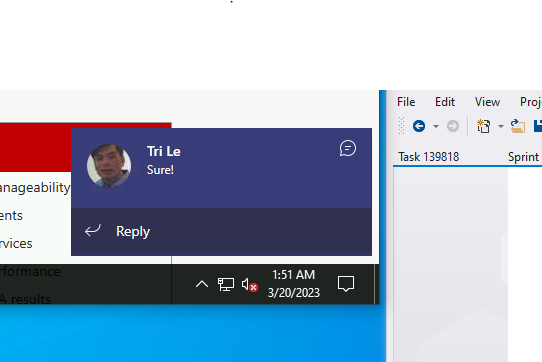 File Edit View Proj
Task 139818 Sprint
Tri Le
Sure!
Reply
anageability
ents
rvices
rformance
A results
1:51 AM
3/20/2023